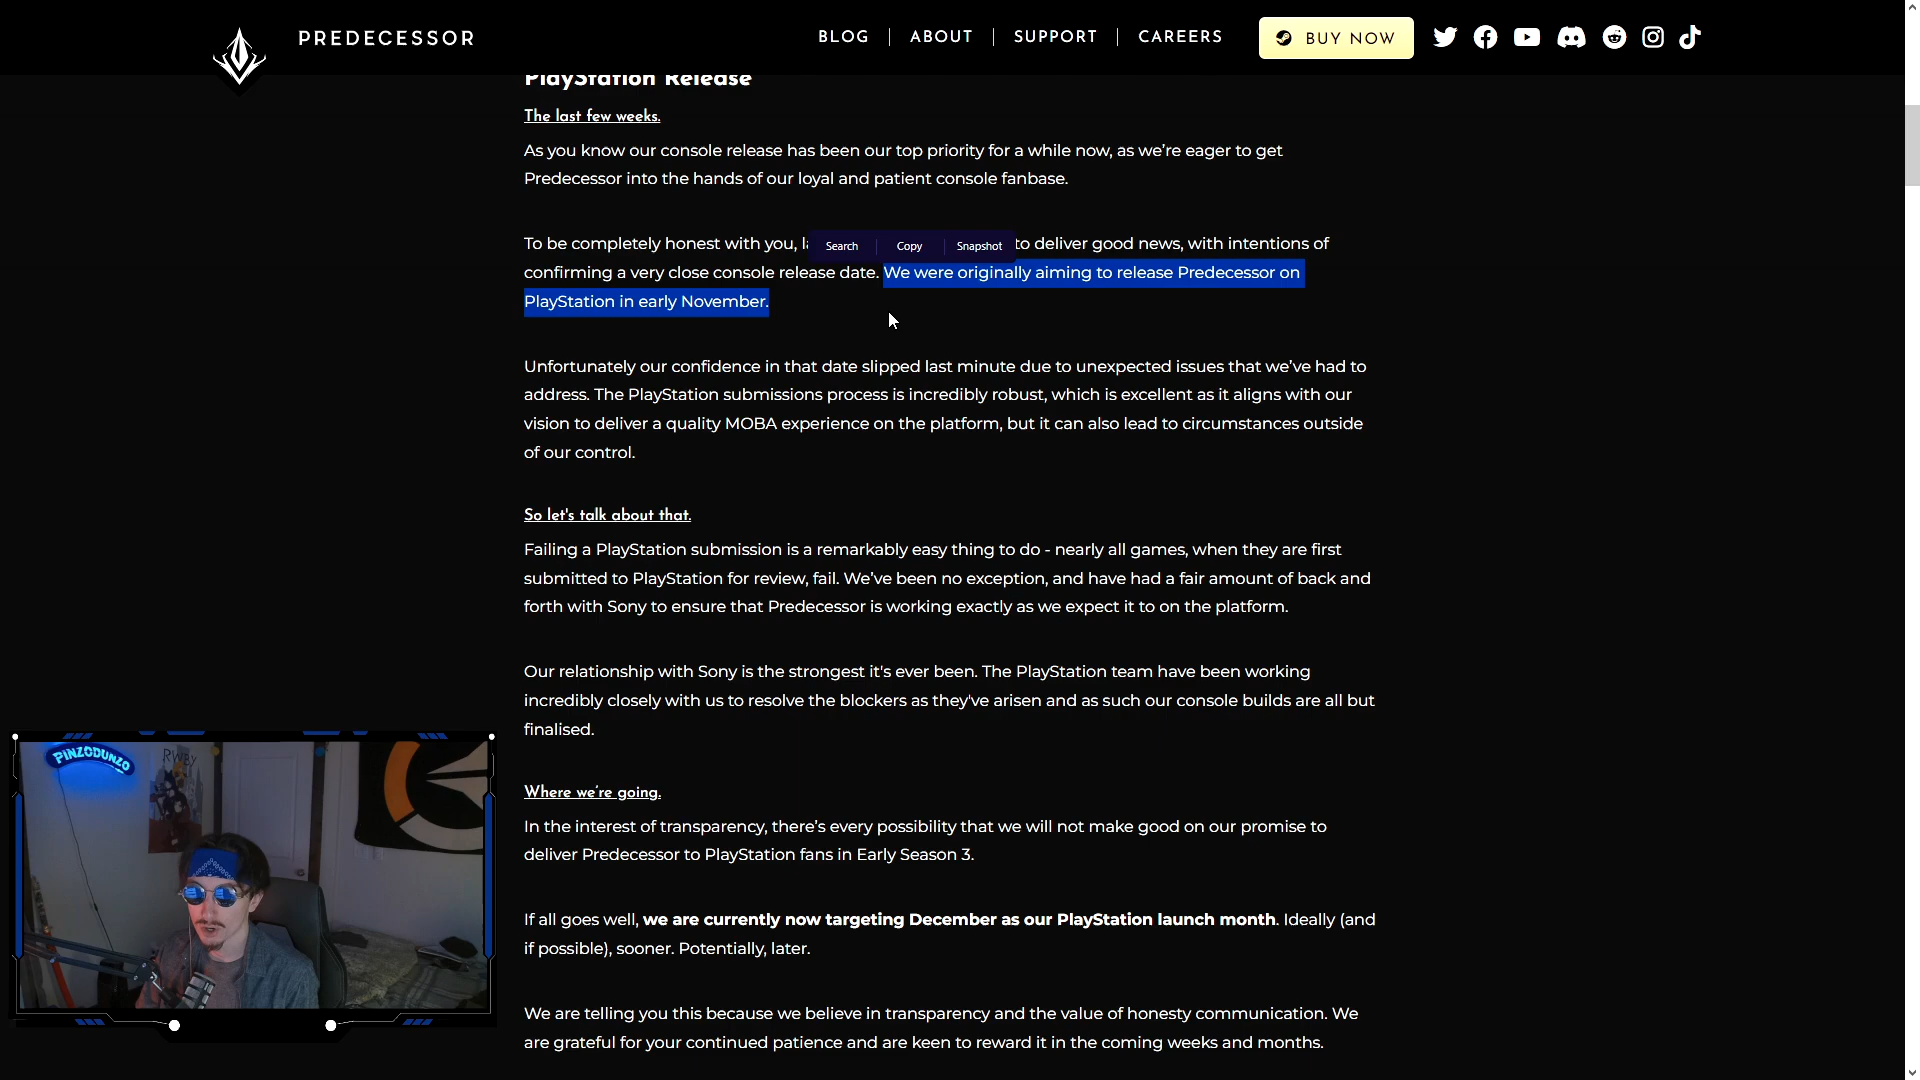 PREDECESSOR
BLOG
ABOUT
SUPPORT
CAREERS
BUY NOW
PlayStation Release
The last few weeks.
As you know our console release has been our top priority for a while now, as we’re eager to get
Predecessor into the hands of our loyal and patient console fanbase.
To be completely honest with you, to deliver good news, with intentions of
Search Copy Snapshot
confirming a very close console release date. We were originally aiming to release Predecessor on
PlayStation in early November.
Unfortunately our confidence in that date slipped last minute due to unexpected issues that we’ve had to
address. The PlayStation submissions process is incredibly robust, which is excellent as it aligns with our
vision to deliver a quality MOBA experience on the platform, but it can also lead to circumstances outside
of our control.
So let's talk about that.
Failing a PlayStation submission is a remarkably easy thing to do - nearly all games, when they are first
submitted to PlayStation for review, fail. We’ve been no exception, and have had a fair amount of back and
forth with Sony to ensure that Predecessor is working exactly as we expect it to on the platform.
Our relationship with Sony is the strongest it's ever been. The PlayStation team have been working
incredibly closely with us to resolve the blockers as they've arisen and as such our console builds are all but
finalised.
Where we’re going.
In the interest of transparency, there’s every possibility that we will not make good on our promise to
deliver Predecessor to PlayStation fans in Early Season 3.
If all goes well, we are currently now targeting December as our PlayStation launch month. Ideally (and
if possible), sooner. Potentially, later.
We are telling you this because we believe in transparency and the value of honesty communication. We
are grateful for your continued patience and are keen to reward it in the coming weeks and months.
PINZODUNZO
RWBY